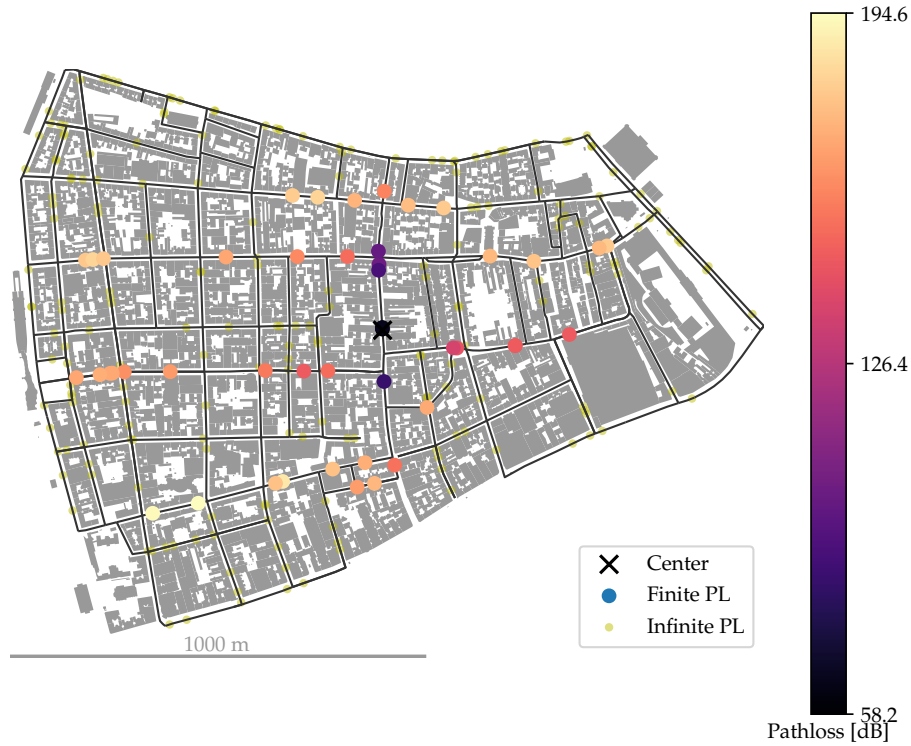 194.6
126.4
Center
Finite PL
Infinite PL
1000 m
58.2
Pathloss [dB]